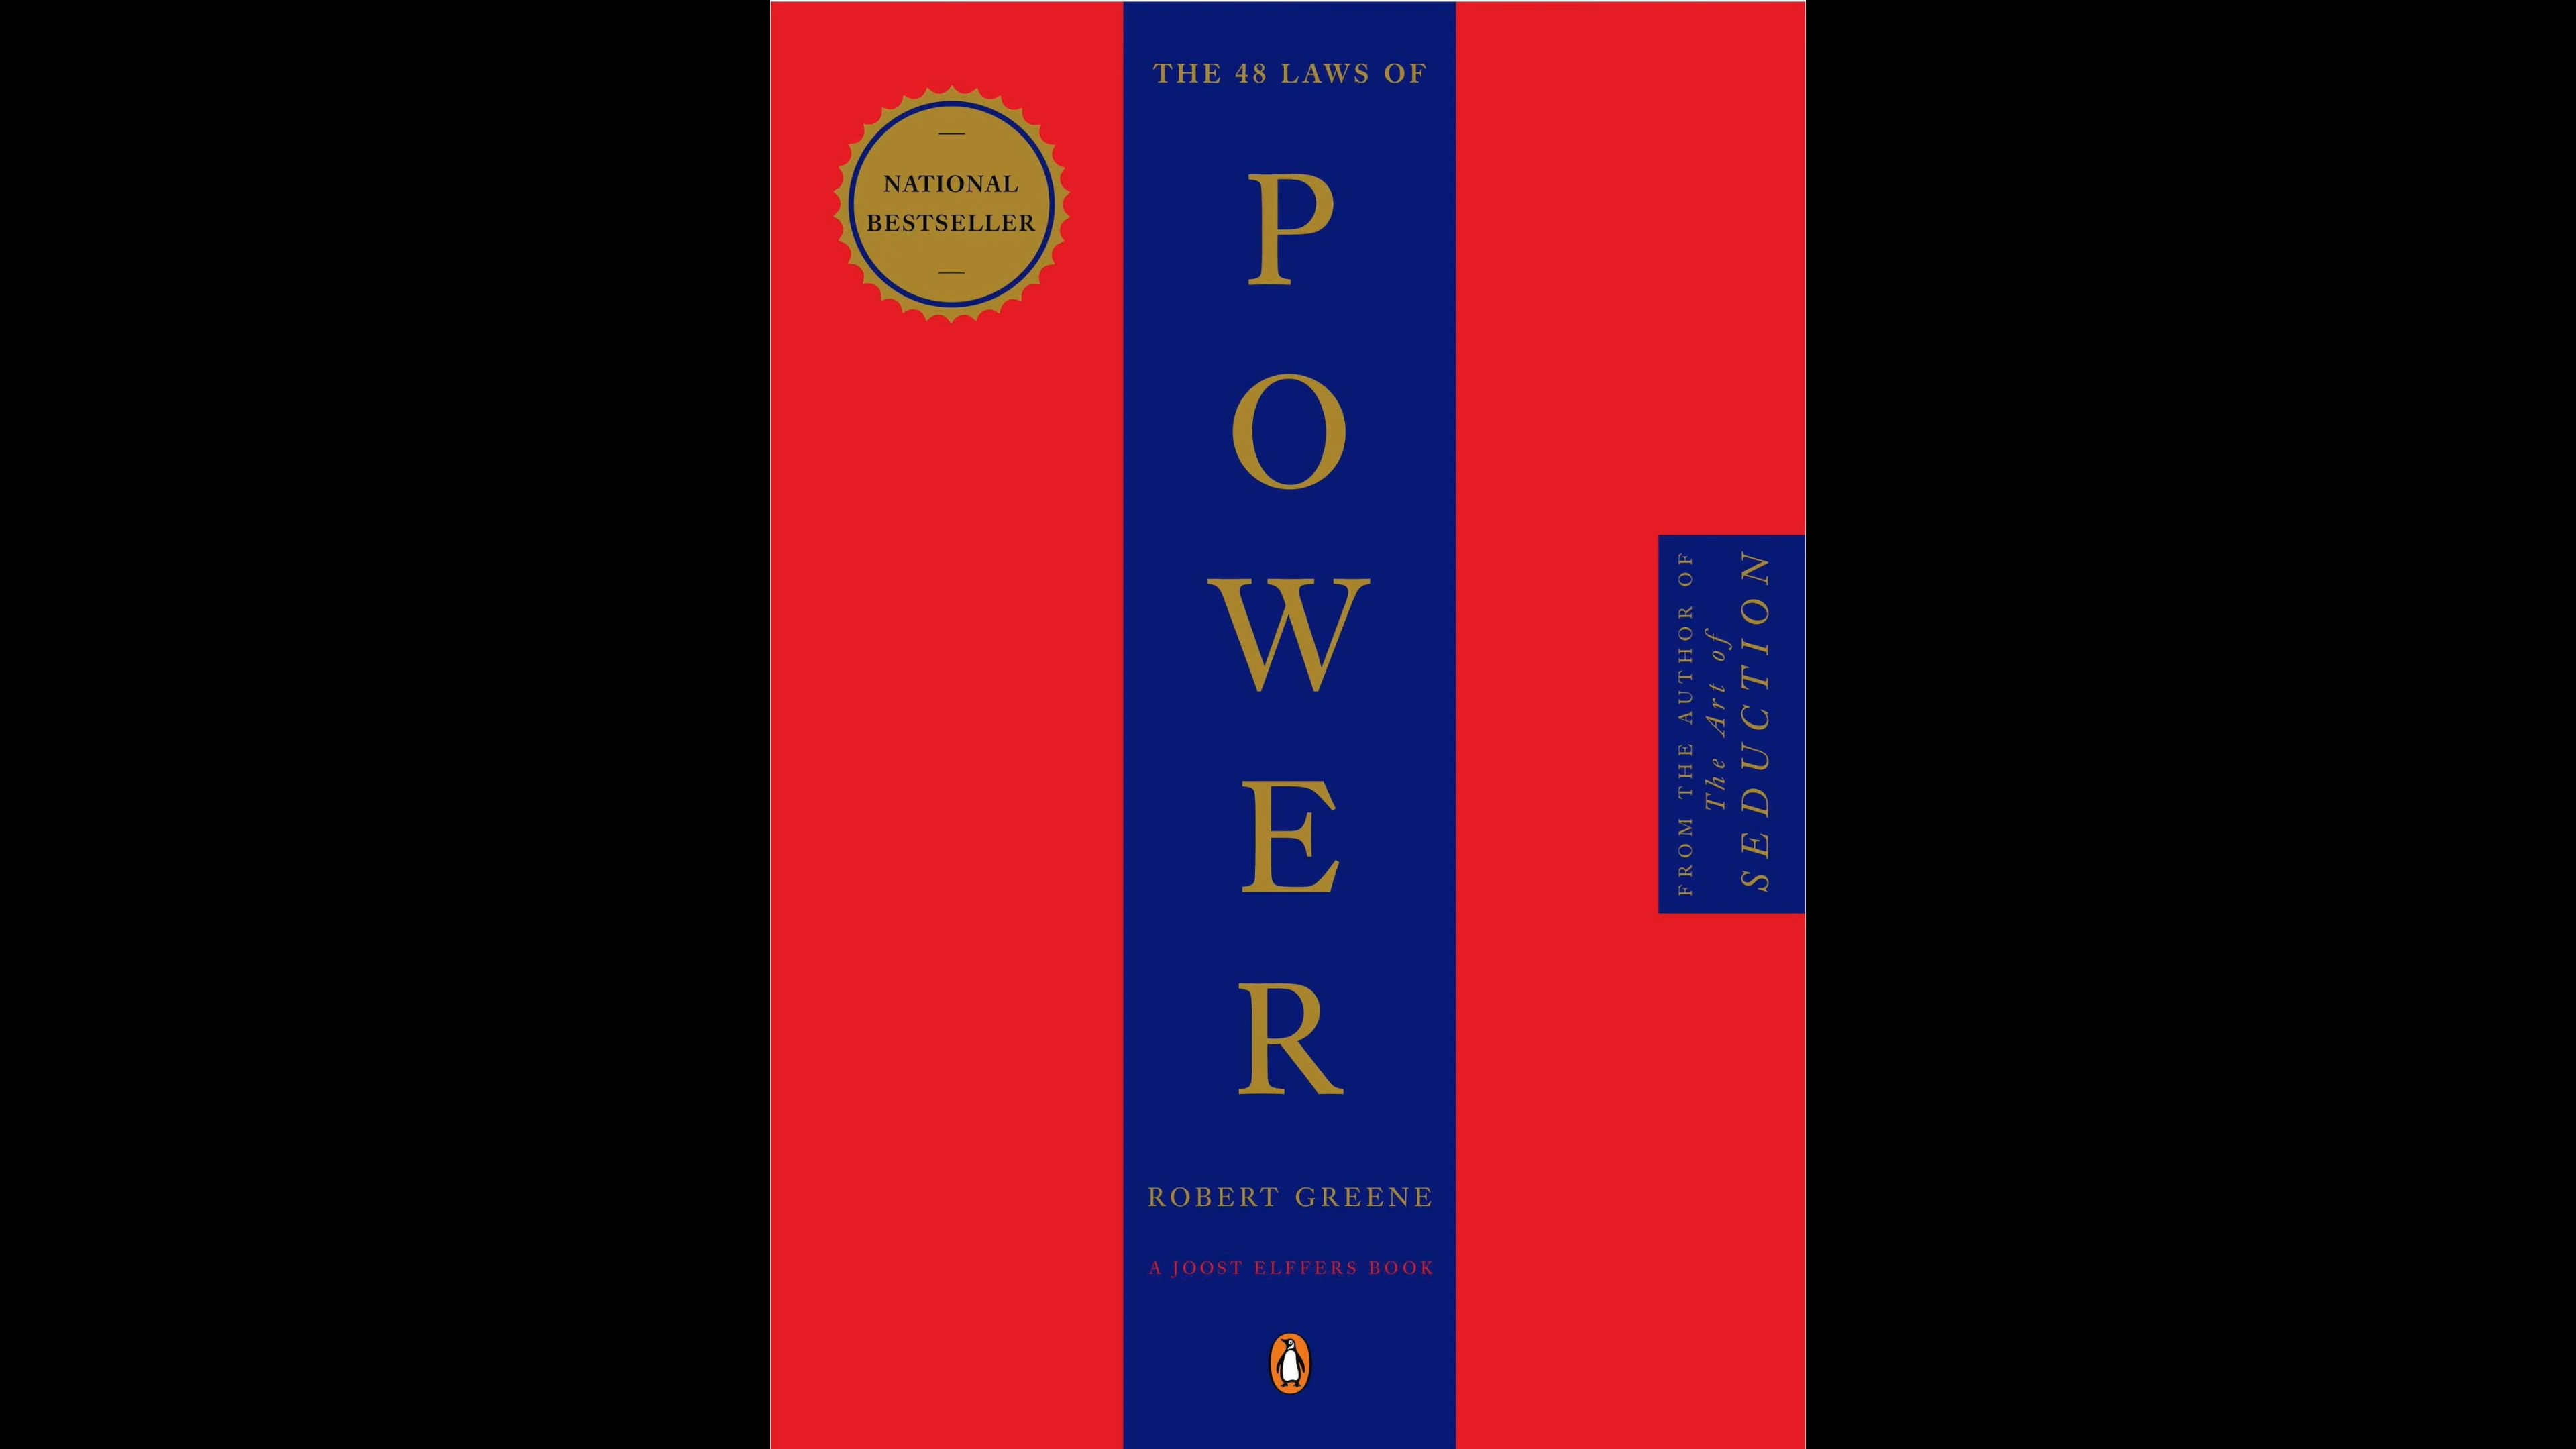 THE 48 LAWS OF
NATIONAL
BESTSELLER
P
O
W
E
R
FROM THE AUTHOR OF
The Art of
SEDUCTION
ROBERT GREENE
A JOOST ELFFERS BOOK